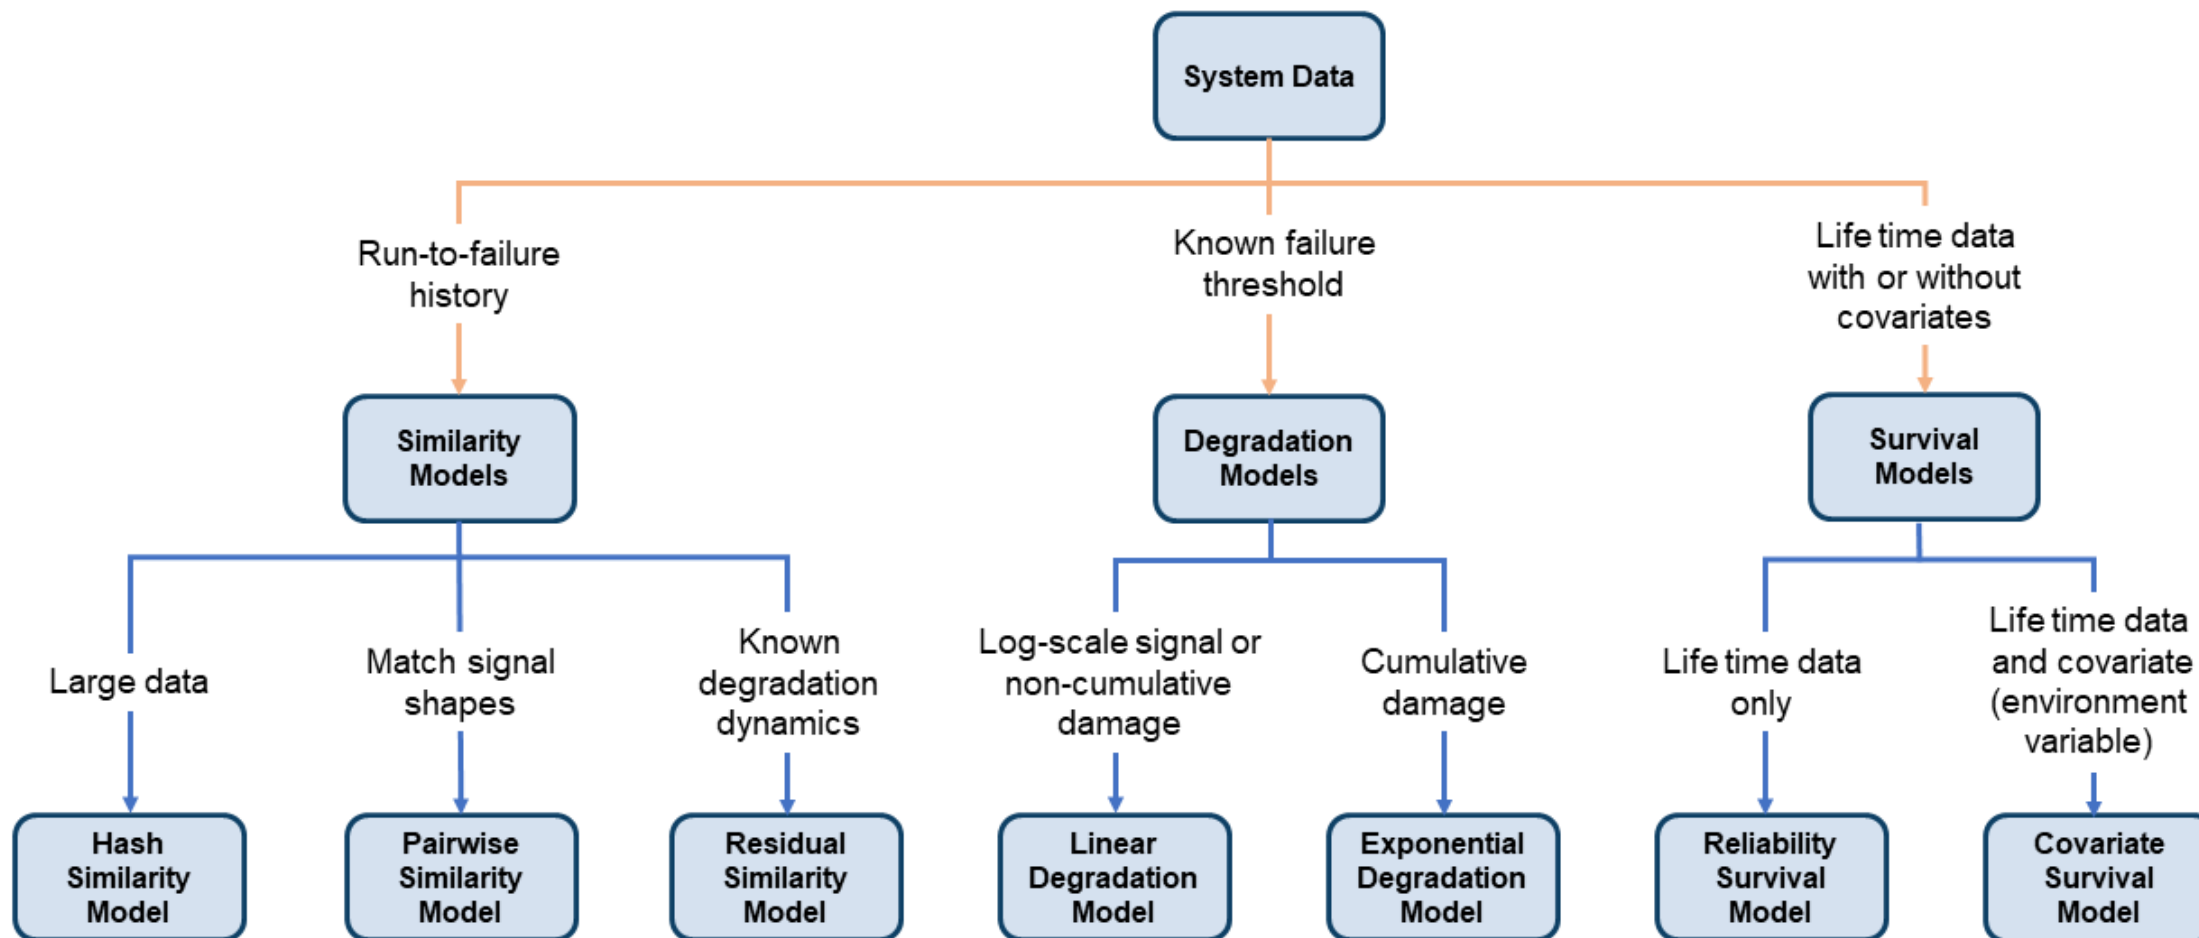 System Data
Run-to-failure
history
Known failure
threshold
Life time data
with or without
covariates
Similarity
Models
Degradation
Models
Survival
Models
Large data
Match signal
shapes
Known
degradation
dynamics
Log-scale signal or
non-cumulative
damage
Cumulative
damage
Life time data
only
Life time data
and covariate
(environment
variable)
Hash
Similarity
Model
Pairwise
Similarity
Model
Residual
Similarity
Model
Linear
Degradation
Model
Exponential
Degradation
Model
Reliability
Survival
Model
Covariate
Survival
Model